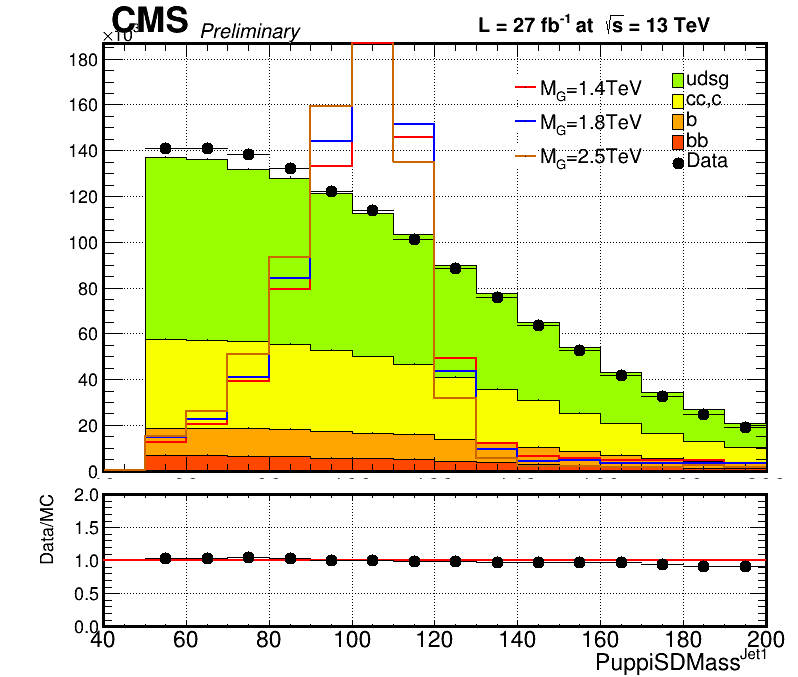 CMS Preliminary L = 27 fb⁻¹ at √s = 13 TeV
×10³
180
160
140
120
100
80
60
40
20
0
M_G=1.4TeV
M_G=1.8TeV
M_G=2.5TeV
udsg
cc,c
b
bb
Data
Data/MC
2.0
1.5
1.0
0.5
0.0
40 60 80 100 120 140 160 180 200
PuppiSDMass^Jet1